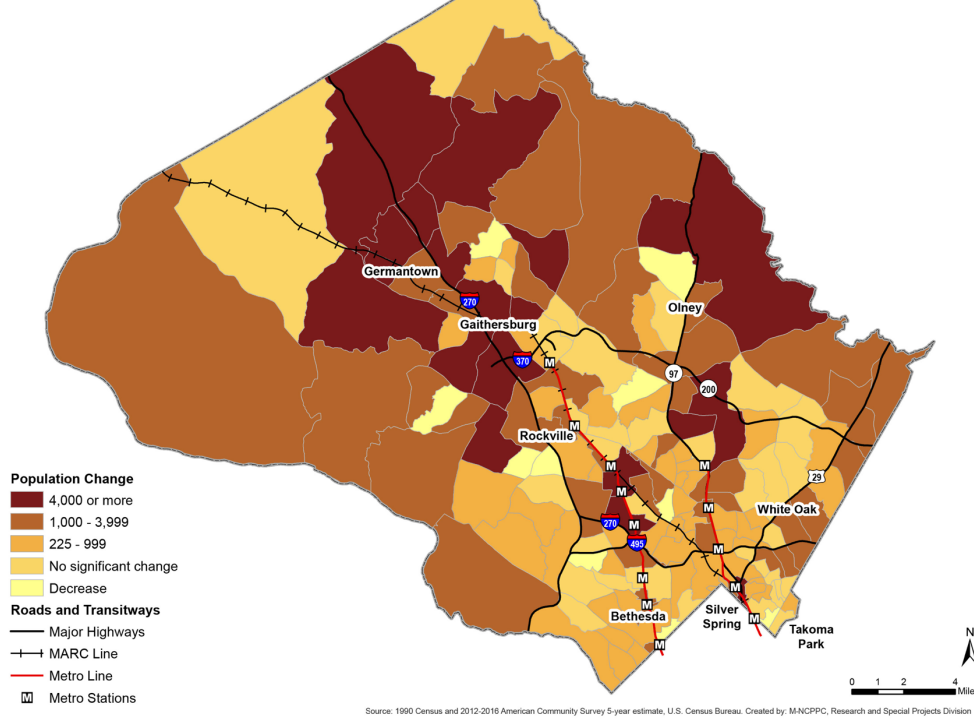 Germantown
270
Gaithersburg
Olney
370
97
200
Rockville
29
270
White Oak
495
Bethesda
Silver
Spring
Takoma
Park
M
M
M
M
M
M
M
M
M
M
M
M
M
Population Change
4,000 or more
1,000 - 3,999
225 - 999
No significant change
Decrease
Roads and Transitways
Major Highways
MARC Line
Metro Line
M Metro Stations
N
0 1 2 4
Mile
Source: 1990 Census and 2012-2016 American Community Survey 5-year estimate, U.S. Census Bureau. Created by: M-NCPPC, Research and Special Projects Division